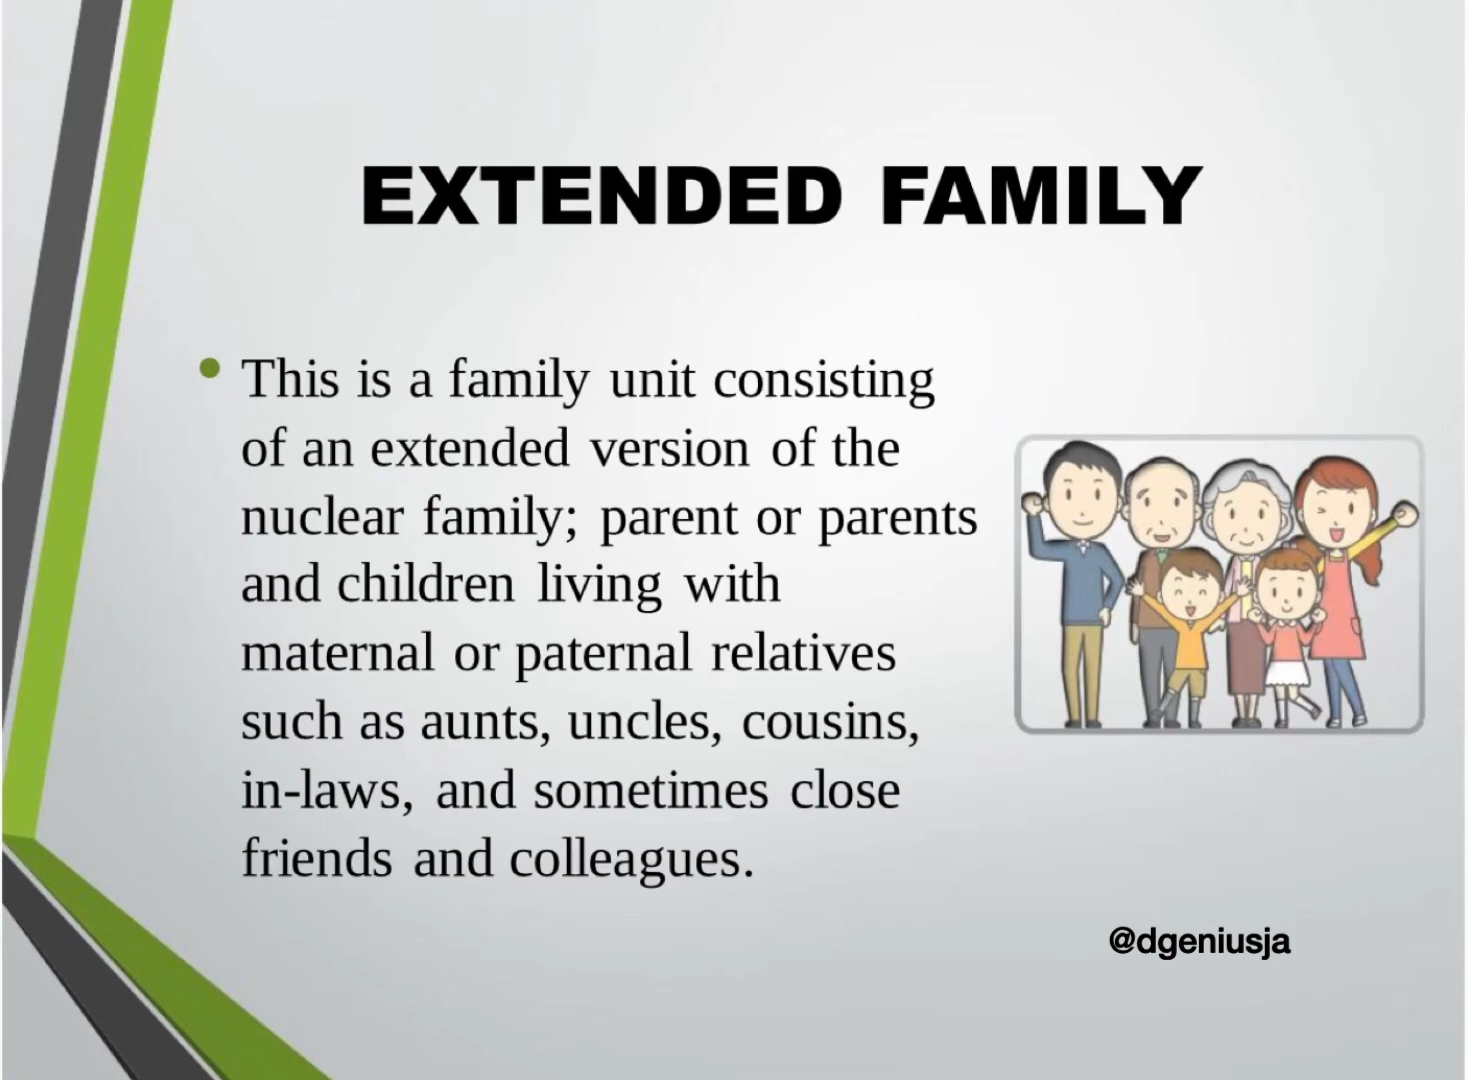 EXTENDED FAMILY
This is a family unit consisting
of an extended version of the
nuclear family; parent or parents
and children living with
maternal or paternal relatives
such as aunts, uncles, cousins,
in-laws, and sometimes close
friends and colleagues.
@dgeniusja